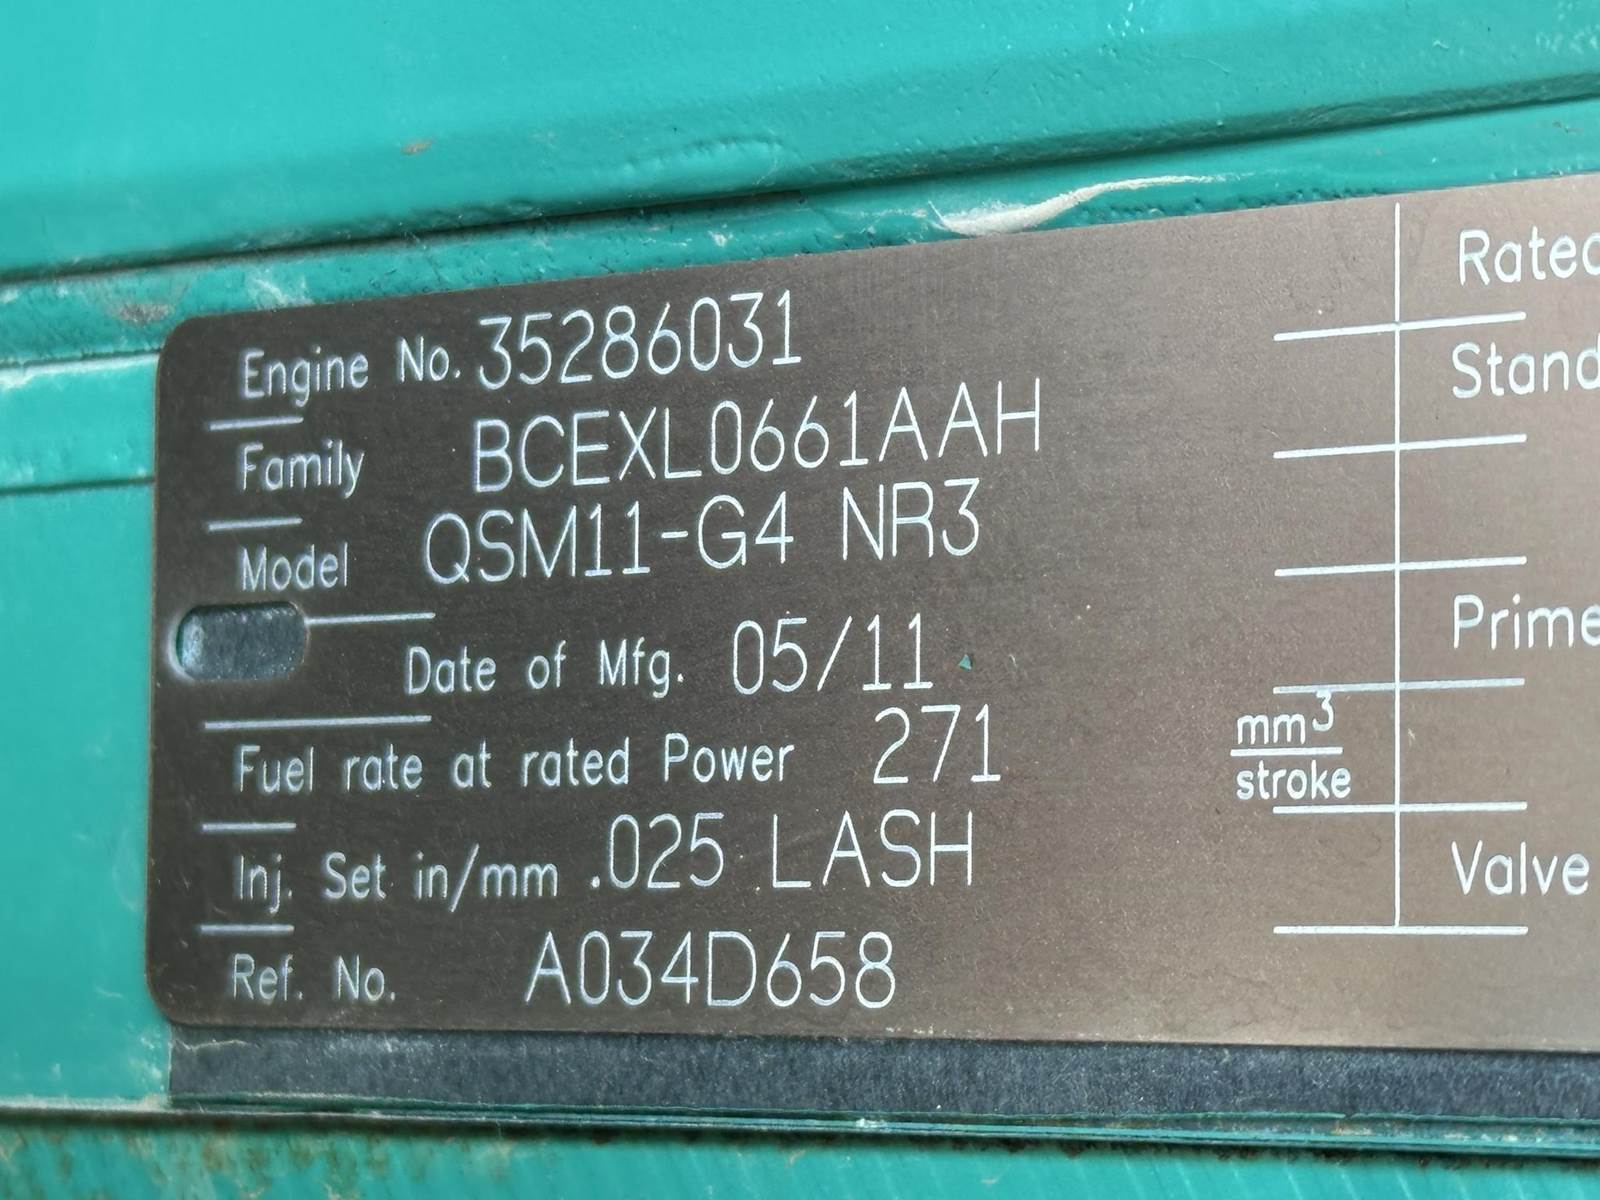 Engine No. 35286031
Family BCEXL0661AAH
Model QSM11-G4 NR3
Date of Mfg. 05/11
Fuel rate at rated Power 271 mm³/stroke
Inj. Set in/mm .025 LASH
Ref. No. A034D658
Rated
Stand
Prime
Valve